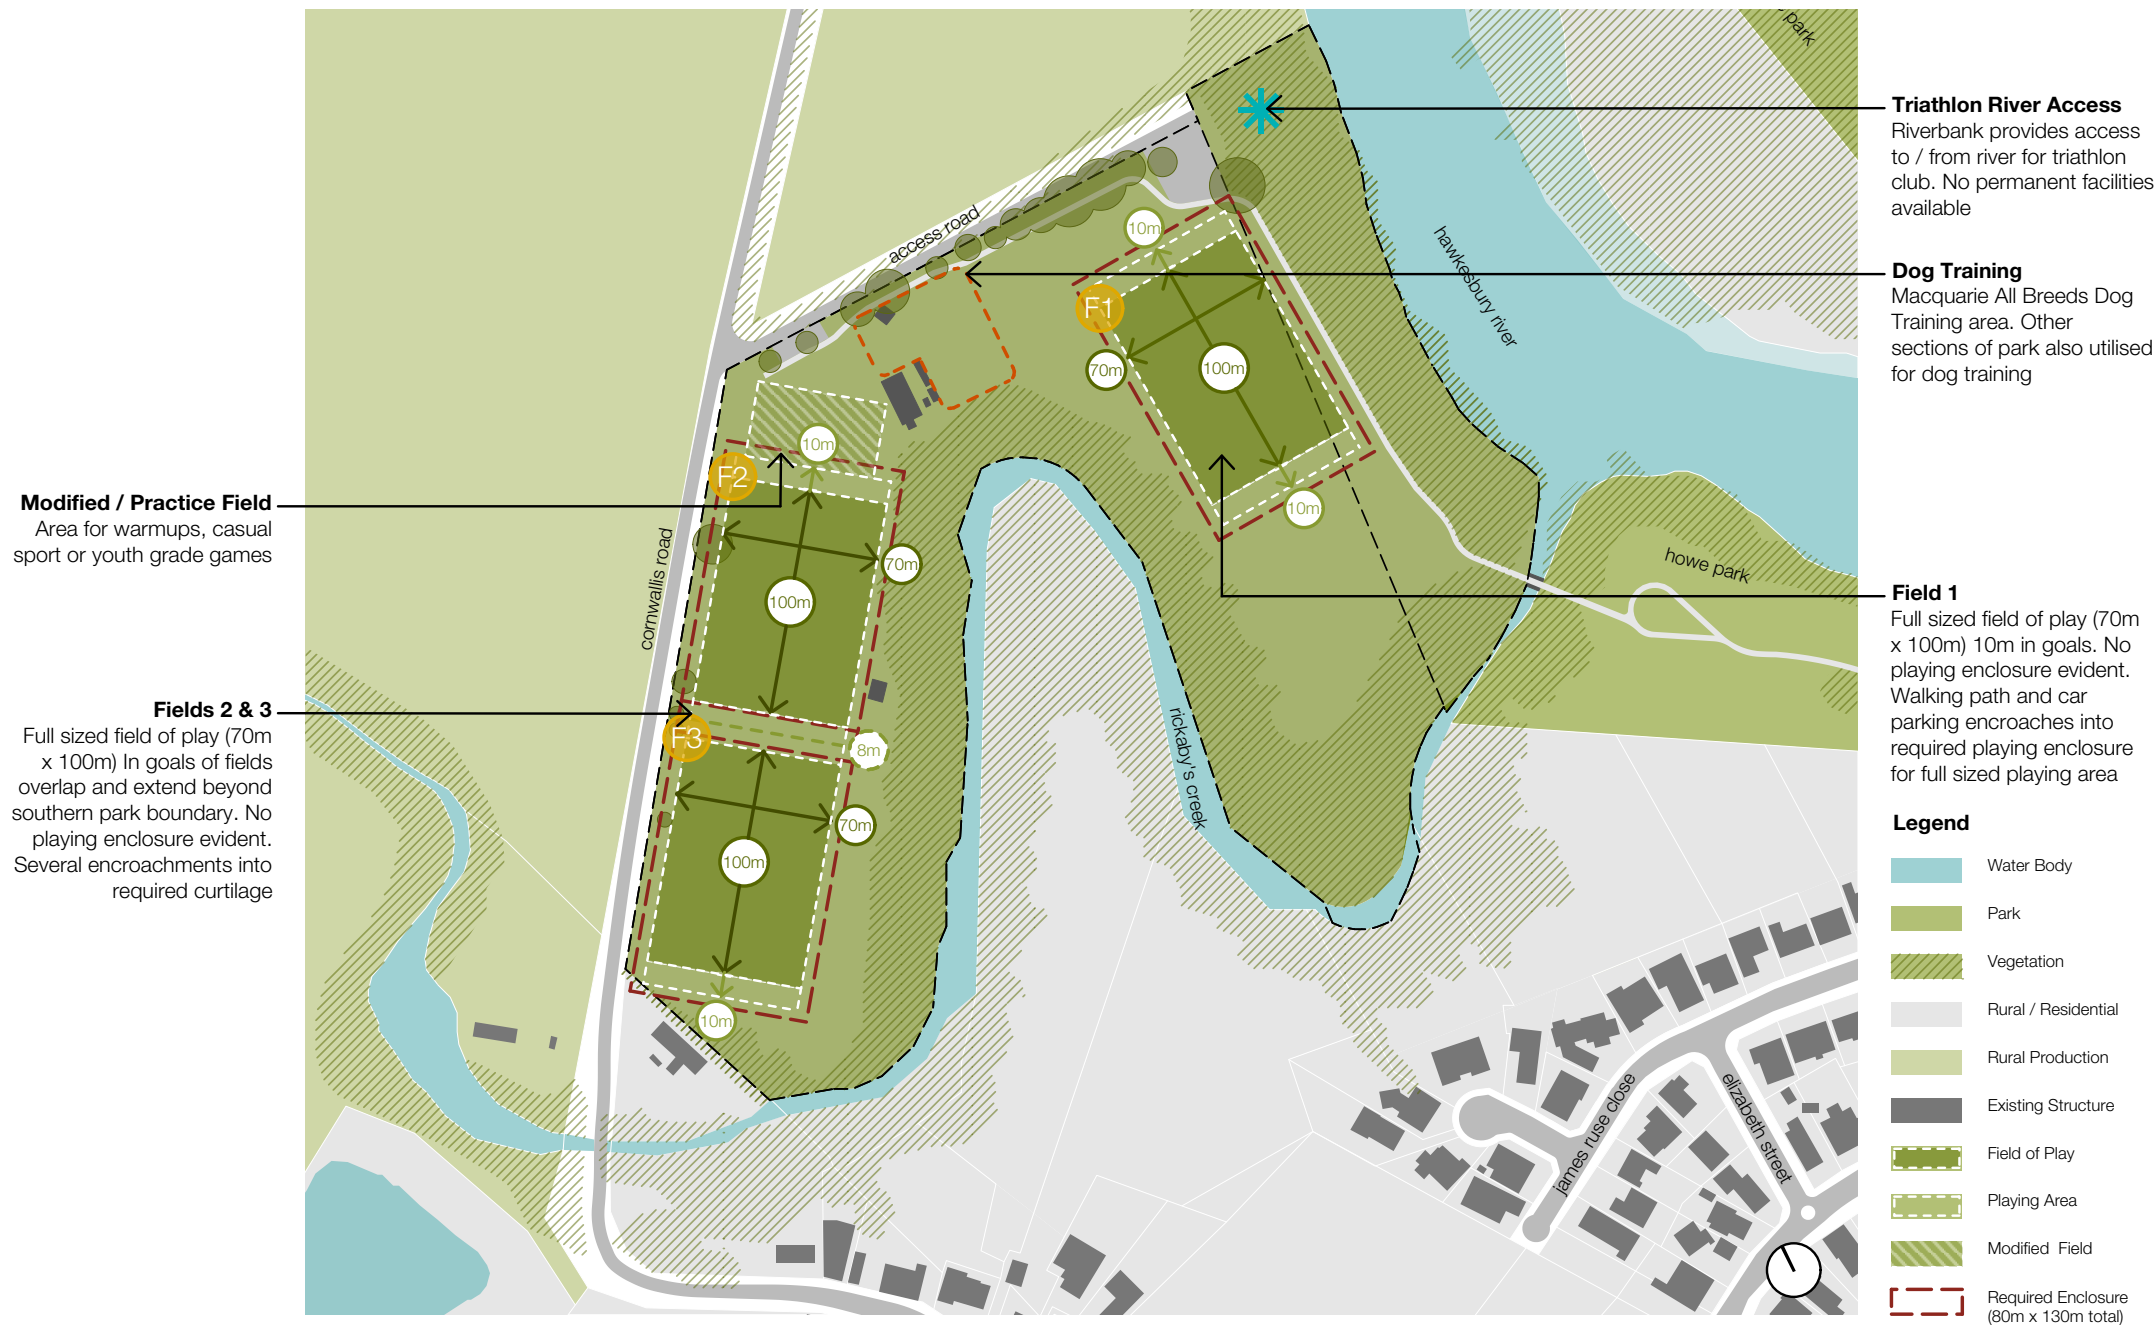 Triathlon River Access
Riverbank provides access
to / from river for triathlon
club. No permanent facilities
available
Dog Training
Macquarie All Breeds Dog
Training area. Other
sections of park also utilised
for dog training
Modified / Practice Field
Area for warmups, casual
sport or youth grade games
Fields 2 & 3
Full sized field of play (70m
x 100m) In goals of fields
overlap and extend beyond
southern park boundary. No
playing enclosure evident.
Several encroachments into
required curtilage
Field 1
Full sized field of play (70m
x 100m) 10m in goals. No
playing enclosure evident.
Walking path and car
parking encroaches into
required playing enclosure
for full sized playing area
Legend
Water Body
Park
Vegetation
Rural / Residential
Rural Production
Existing Structure
Field of Play
Playing Area
Modified Field
Required Enclosure
(80m x 130m total)
park
access road
hawkesbury river
howe park
cornwallis road
rickaby's creek
james ruse close
elizabeth street
F1
10m
70m
100m
10m
F2
10m
70m
100m
F3
8m
70m
100m
10m